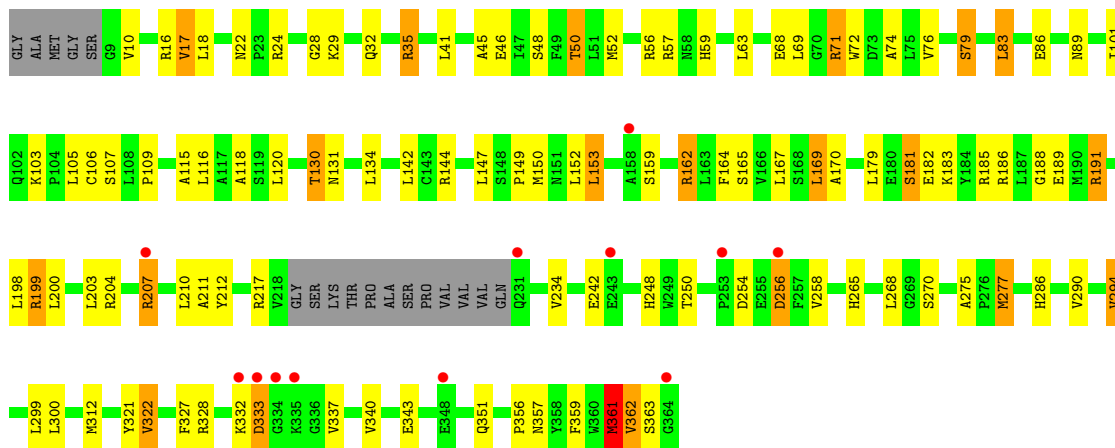 GLY ALA MET GLY SER G9 V10 R16 V17 L18 N22 P23 R24 G28 K29 Q32 R35 L41 A45 E46 I47 S48 F49 T50 L51 M52 R56 R57 N58 H59 L63 E68 L69 G70 R71 W72 D73 A74 L75 V76 S79 L83 E86 N89
Q102 K103 P104 L105 C106 S107 L108 P109 A115 L116 A117 A118 S119 L120 T130 N131 L134 L142 C143 R144 L147 S148 P149 M150 N151 L152 L153 A158 S159 R162 L163 F164 S165 V166 L167 S168 L169 A170 L179 E180 S181 E182 K183 Y184 R185 R186 L187 G188 E189 M190 R191
L198 R199 L200 L203 R204 R207 L210 A211 Y212 R217 V218 GLY SER LYS THR PRO ALA SER PRO VAL VAL VAL GLN Q231 V234 E242 E243 H248 W249 T250 P253 D254 E255 D256 P257 V258 H265 L268 G269 S270 A275 P276 M277 H286 V290
L299 L300 M312 Y321 V322 F327 R328 K332 D333 G334 K335 G336 V337 V340 E343 E348 Q351 P356 N357 Y358 F359 W360 M361 V362 S363 G364